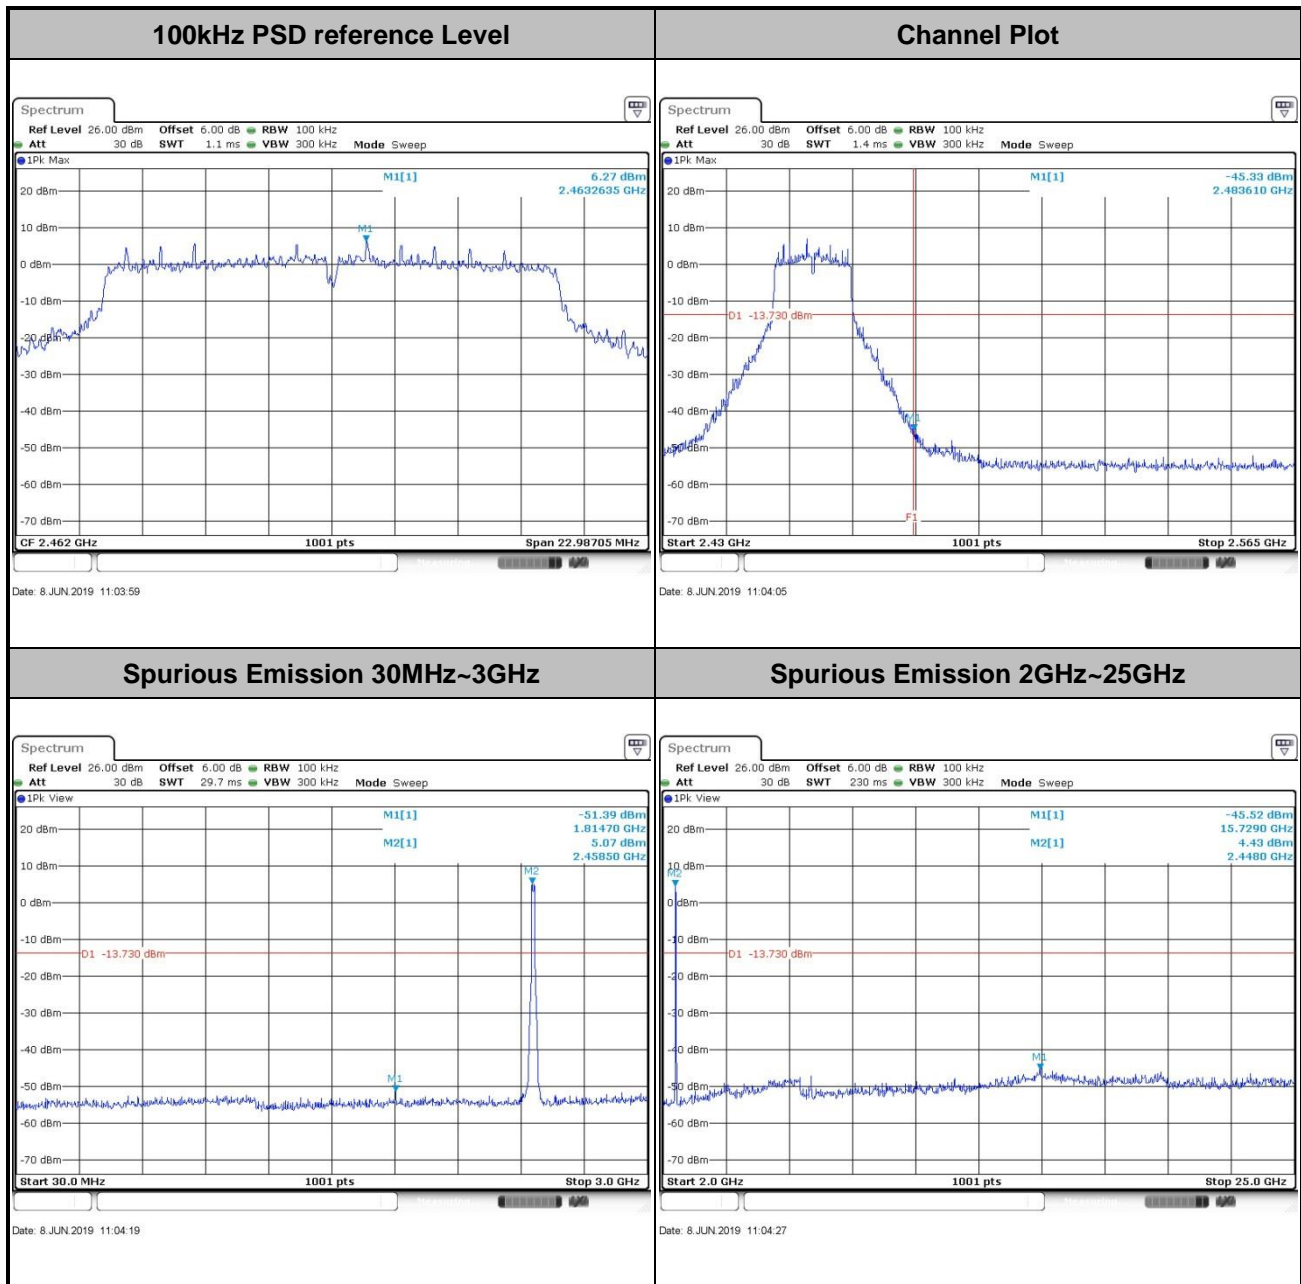 100kHz PSD reference Level
Spectrum
Ref Level 26.00 dBm Offset 6.00 dB RBW 100 kHz
Att 30 dB SWT 1.1 ms VBW 300 kHz Mode Sweep
1Pk Max
M1[1] 6.27 dBm
2.4632635 GHz
20 dBm
10 dBm
M1
0 dBm
-10 dBm
-20 dBm
-30 dBm
-40 dBm
-50 dBm
-60 dBm
-70 dBm
CF 2.462 GHz 1001 pts Span 22.98705 MHz
Measuring
Date: 8.JUN.2019 11:03:59
Channel Plot
Spectrum
Ref Level 26.00 dBm Offset 6.00 dB RBW 100 kHz
Att 30 dB SWT 1.4 ms VBW 300 kHz Mode Sweep
1Pk Max
M1[1] -45.33 dBm
2.483610 GHz
20 dBm
10 dBm
0 dBm
-10 dBm
D1 -13.730 dBm
-20 dBm
-30 dBm
-40 dBm
M1
-50 dBm
-60 dBm
-70 dBm
F1
Start 2.43 GHz 1001 pts Stop 2.565 GHz
Measuring
Date: 8.JUN.2019 11:04:05
Spurious Emission 30MHz~3GHz
Spectrum
Ref Level 26.00 dBm Offset 6.00 dB RBW 100 kHz
Att 30 dB SWT 29.7 ms VBW 300 kHz Mode Sweep
1Pk View
M1[1] -51.39 dBm
1.81470 GHz
20 dBm
M2[1] 5.07 dBm
2.45850 GHz
10 dBm
M2
0 dBm
-10 dBm
D1 -13.730 dBm
-20 dBm
-30 dBm
-40 dBm
M1
-50 dBm
-60 dBm
-70 dBm
Start 30.0 MHz 1001 pts Stop 3.0 GHz
Measuring
Date: 8.JUN.2019 11:04:19
Spurious Emission 2GHz~25GHz
Spectrum
Ref Level 26.00 dBm Offset 6.00 dB RBW 100 kHz
Att 30 dB SWT 230 ms VBW 300 kHz Mode Sweep
1Pk View
M1[1] -45.52 dBm
15.7290 GHz
20 dBm
M2[1] 4.43 dBm
2.4480 GHz
10 dBm
M2
0 dBm
-10 dBm
D1 -13.730 dBm
-20 dBm
-30 dBm
-40 dBm
M1
-50 dBm
-60 dBm
-70 dBm
Start 2.0 GHz 1001 pts Stop 25.0 GHz
Measuring
Date: 8.JUN.2019 11:04:27